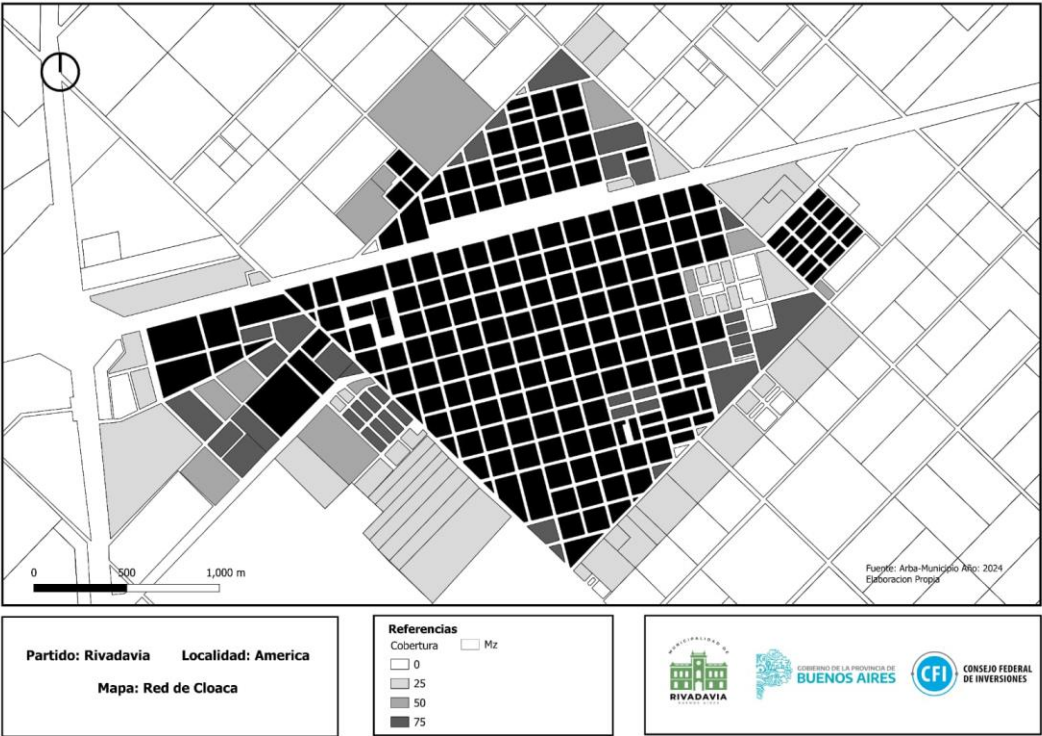 0 500 1,000 m
Fuente: Arba-Municipio Año: 2024
Elaboracion Propia
Partido: Rivadavia Localidad: America
Mapa: Red de Cloaca
Referencias
Cobertura Mz
0
25
50
75
MUNICIPALIDAD DE
RIVADAVIA
BUENOS AIRES
GOBIERNO DE LA PROVINCIA DE
BUENOS AIRES
CFI
CONSEJO FEDERAL
DE INVERSIONES